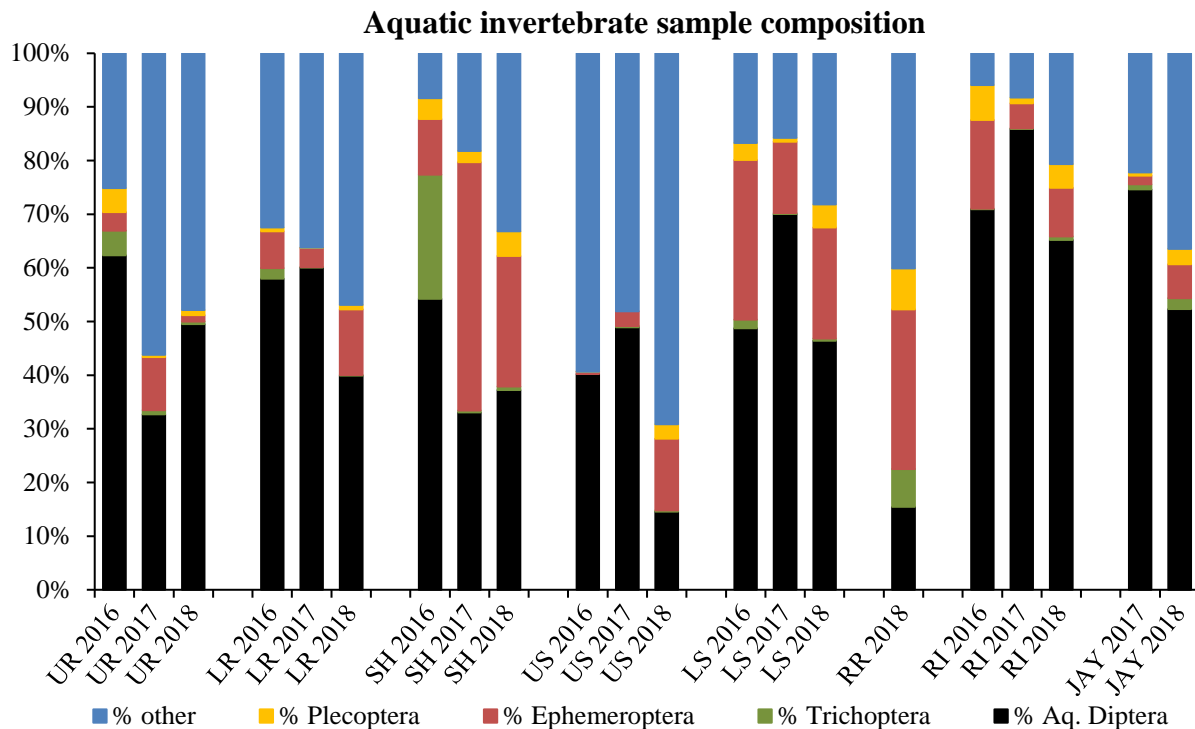 Aquatic invertebrate sample composition
100%
90%
80%
70%
60%
50%
40%
30%
20%
10%
0%
UR 2016
UR 2017
UR 2018
LR 2016
LR 2017
LR 2018
SH 2016
SH 2017
SH 2018
US 2016
US 2017
US 2018
LS 2016
LS 2017
LS 2018
RR 2018
RI 2016
RI 2017
RI 2018
JAY 2017
JAY 2018
% other % Plecoptera % Ephemeroptera % Trichoptera % Aq. Diptera